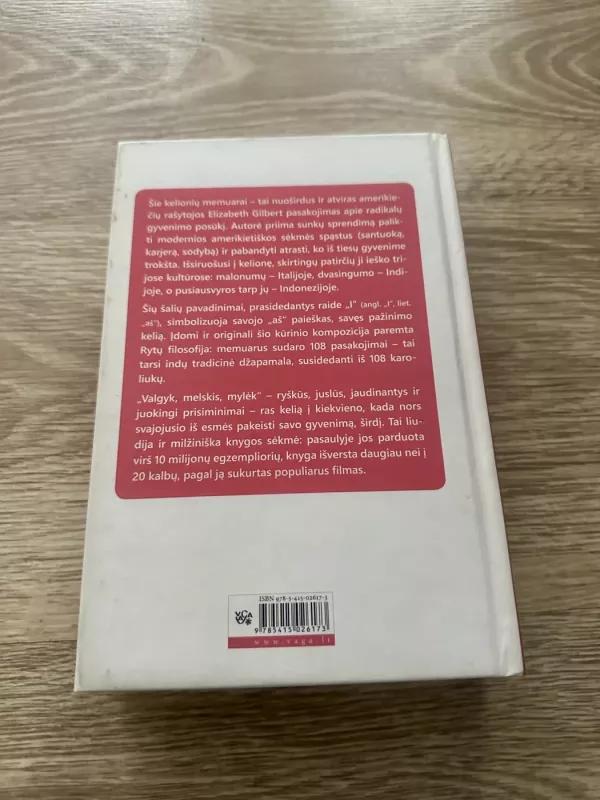 Šie kelionių memuarai – tai nuoširdus ir atviras amerikie-
čių rašytojos Elizabeth Gilbert pasakojimas apie radikalų
gyvenimo posūkį. Autorė priima sunkų sprendimą palik-
ti modernios amerikietiškos sėkmės spąstus (santuoką,
karjerą, sodybą) ir pabandyti atrasti, ko iš tiesų gyvenime
trokšta. Išsiruošusi į kelionę, skirtingų patirčių ji ieško tri-
jose kultūrose: malonumų – Italijoje, dvasingumo – Indi-
joje, o pusiausvyros tarp jų – Indonezijoje.
Šių šalių pavadinimai, prasidedantys raide „I“ (angl. „I“, liet.
„aš“), simbolizuoja savojo „aš“ paieškas, savęs pažinimo
kelią. Įdomi ir originali šio kūrinio kompozicija paremta
Rytų filosofija: memuarus sudaro 108 pasakojimai – tai
tarsi indų tradicinė džapamala, susidedanti iš 108 karo-
liukų.
„Valgyk, melskis, mylėk“ – ryškūs, juslūs, jaudinantys ir
juokingi prisiminimai – ras kelią į kiekvieno, kada nors
svajojusio iš esmės pakeisti savo gyvenimą, širdį. Tai liu-
dija ir milžiniška knygos sėkmė: pasaulyje jos parduota
virš 10 milijonų egzempliorių, knyga išversta daugiau nei į
20 kalbų, pagal ją sukurtas populiarus filmas.
ISBN 978-5-415-02617-3
VAGA
9 785415 026173
www.vaga.lt